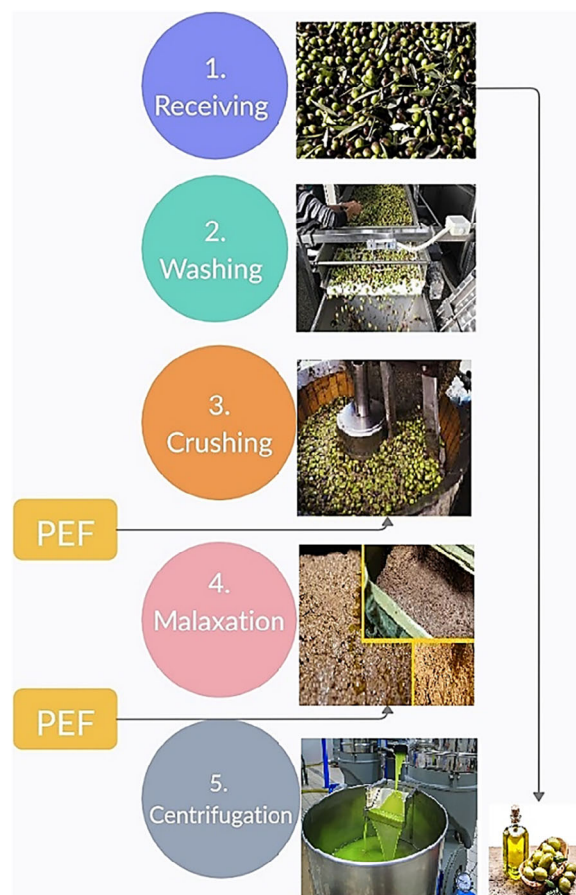 1.
Receiving
2.
Washing
3.
Crushing
PEF
4.
Malaxation
PEF
5.
Centrifugation